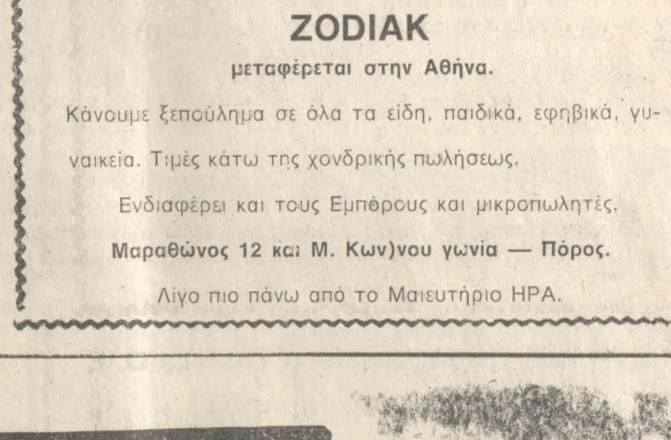 ZODIAK
μεταφέρεται στην Αθήνα.
Κάνουμε ξεπούλημα σε όλα τα είδη, παιδικά, εφηβικά, γυ-
ναικεία. Τιμές κάτω της χονδρικής πωλήσεως.
Ενδιαφέρει και τους Εμπόρους και μικροπωλητές.
Μαραθώνος 12 και Μ. Κων)νου γωνία — Πόρος.
Λίγο πιο πάνω από το Μαιευτήριο ΗΡΑ.